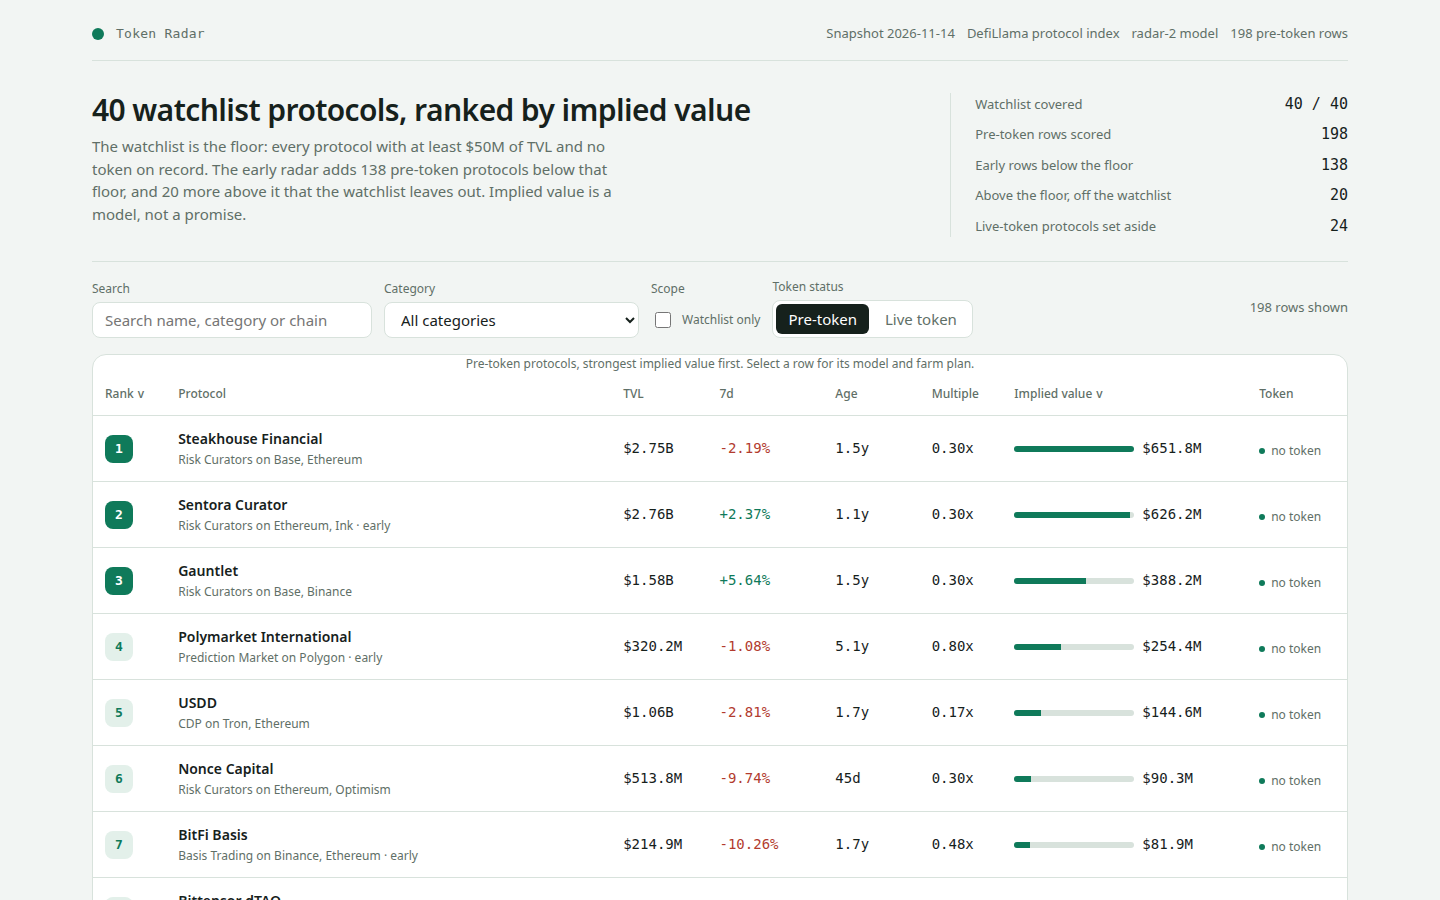 Token Radar
Snapshot 2026-11-14 DefiLlama protocol index radar-2 model 198 pre-token rows
40 watchlist protocols, ranked by implied value
The watchlist is the floor: every protocol with at least $50M of TVL and no
token on record. The early radar adds 138 pre-token protocols below that
floor, and 20 more above it that the watchlist leaves out. Implied value is a
model, not a promise.
Watchlist covered 40 / 40
Pre-token rows scored 198
Early rows below the floor 138
Above the floor, off the watchlist 20
Live-token protocols set aside 24
Search
Search name, category or chain
Category
All categories
Scope
Watchlist only
Token status
Pre-token Live token
198 rows shown
Pre-token protocols, strongest implied value first. Select a row for its model and farm plan.
Rank v Protocol TVL 7d Age Multiple Implied value v Token
1 Steakhouse Financial $2.75B -2.19% 1.5y 0.30x $651.8M no token
Risk Curators on Base, Ethereum
2 Sentora Curator $2.76B +2.37% 1.1y 0.30x $626.2M no token
Risk Curators on Ethereum, Ink · early
3 Gauntlet $1.58B +5.64% 1.5y 0.30x $388.2M no token
Risk Curators on Base, Binance
4 Polymarket International $320.2M -1.08% 5.1y 0.80x $254.4M no token
Prediction Market on Polygon · early
5 USDD $1.06B -2.81% 1.7y 0.17x $144.6M no token
CDP on Tron, Ethereum
6 Nonce Capital $513.8M -9.74% 45d 0.30x $90.3M no token
Risk Curators on Ethereum, Optimism
7 BitFi Basis $214.9M -10.26% 1.7y 0.48x $81.9M no token
Basis Trading on Binance, Ethereum · early
Bittensor dTAO